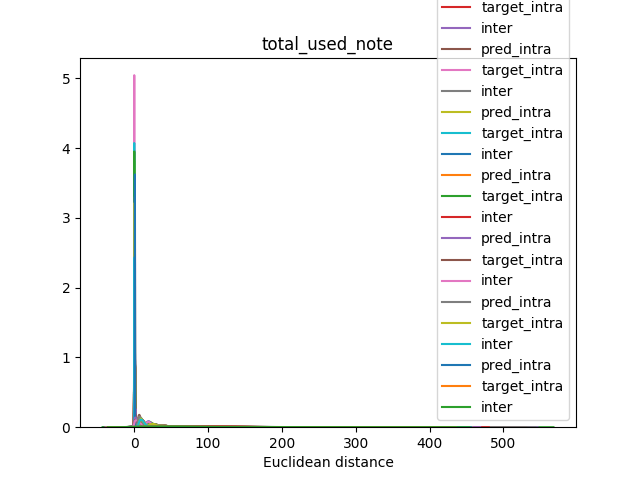 target_intra
inter
pred_intra
target_intra
inter
pred_intra
target_intra
inter
pred_intra
target_intra
inter
pred_intra
target_intra
inter
pred_intra
target_intra
inter
pred_intra
target_intra
inter
total_used_note
5
4
3
2
1
0
0
100
200
300
400
500
Euclidean distance